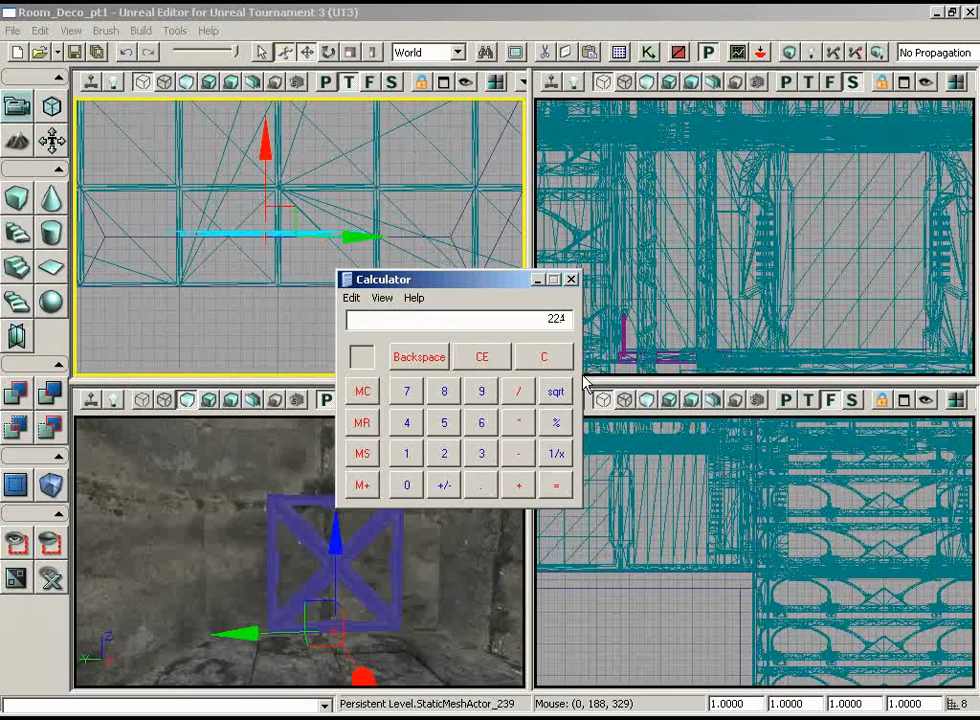 Room_Deco_pt1 - Unreal Editor for Unreal Tournament 3 (UT3)
File Edit View Brush Build Tools Help
World
P
No Propagation
P T F S
P T F S
Calculator
Edit View Help
224
Backspace CE C
MC 7 8 9 / sqrt
MR 4 5 6 * %
MS 1 2 3 - 1/x
M+ 0 +/- . + =
P
P T F S
Z
Y
X
Persistent Level.StaticMeshActor_239
Mouse: (0, 188, 329)
1.0000 1.0000 1.0000 1.0000
8